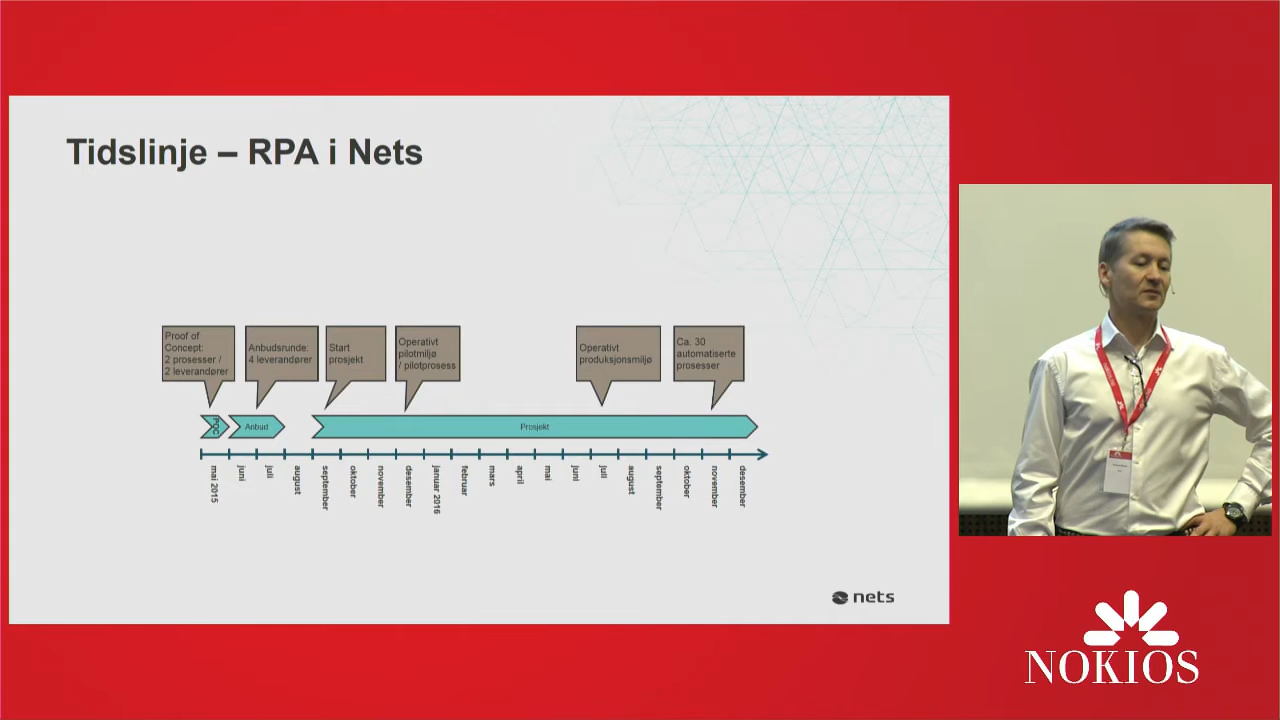 Tidslinje – RPA i Nets
Proof of
Concept:
2 prosesser /
2 leverandører
Anbudsrunde:
4 leverandører
Start
prosjekt
Operativt
pilotmiljø
/ pilotprosess
Operativt
produksjonsmiljø
Ca. 30
automatiserte
prosesser
POC
Anbud
Prosjekt
mai 2015
juni
juli
august
september
oktober
november
desember
januar 2016
februar
mars
april
mai
juni
juli
august
september
oktober
november
desember
nets
NOKIOS